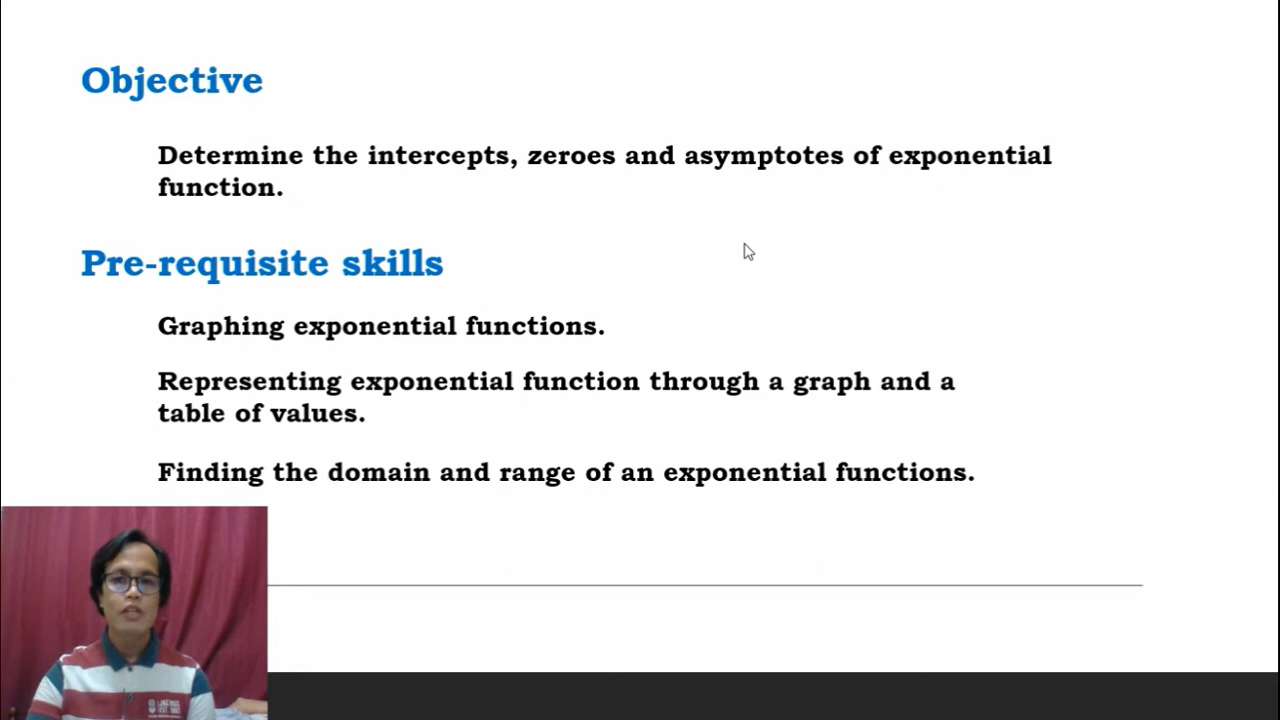 Objective
Determine the intercepts, zeroes and asymptotes of exponential
function.
Pre-requisite skills
Graphing exponential functions.
Representing exponential function through a graph and a
table of values.
Finding the domain and range of an exponential functions.